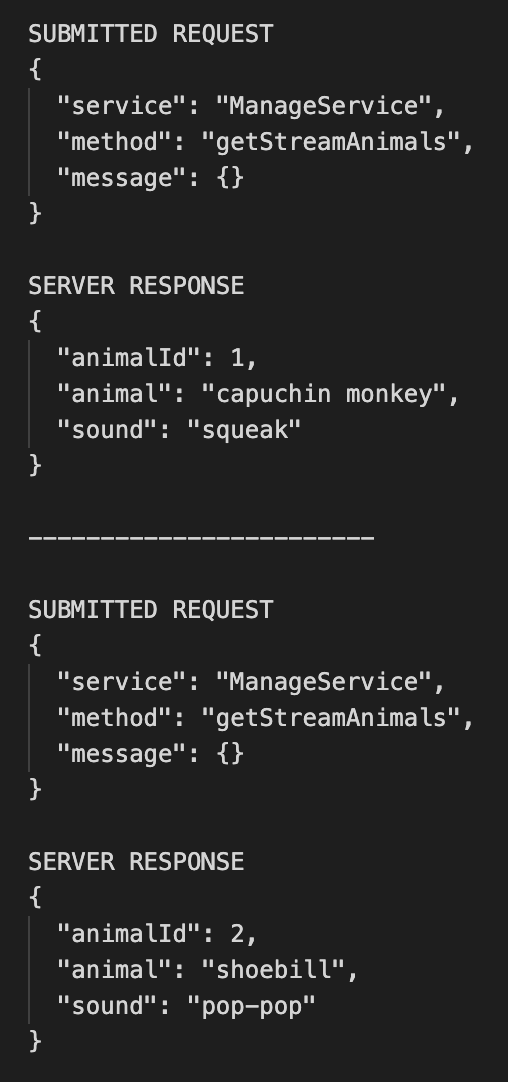 SUBMITTED REQUEST
{
"service": "ManageService",
"method": "getStreamAnimals",
"message": {}
}
SERVER RESPONSE
{
"animalId": 1,
"animal": "capuchin monkey",
"sound": "squeak"
}
------------------------
SUBMITTED REQUEST
{
"service": "ManageService",
"method": "getStreamAnimals",
"message": {}
}
SERVER RESPONSE
{
"animalId": 2,
"animal": "shoebill",
"sound": "pop-pop"
}